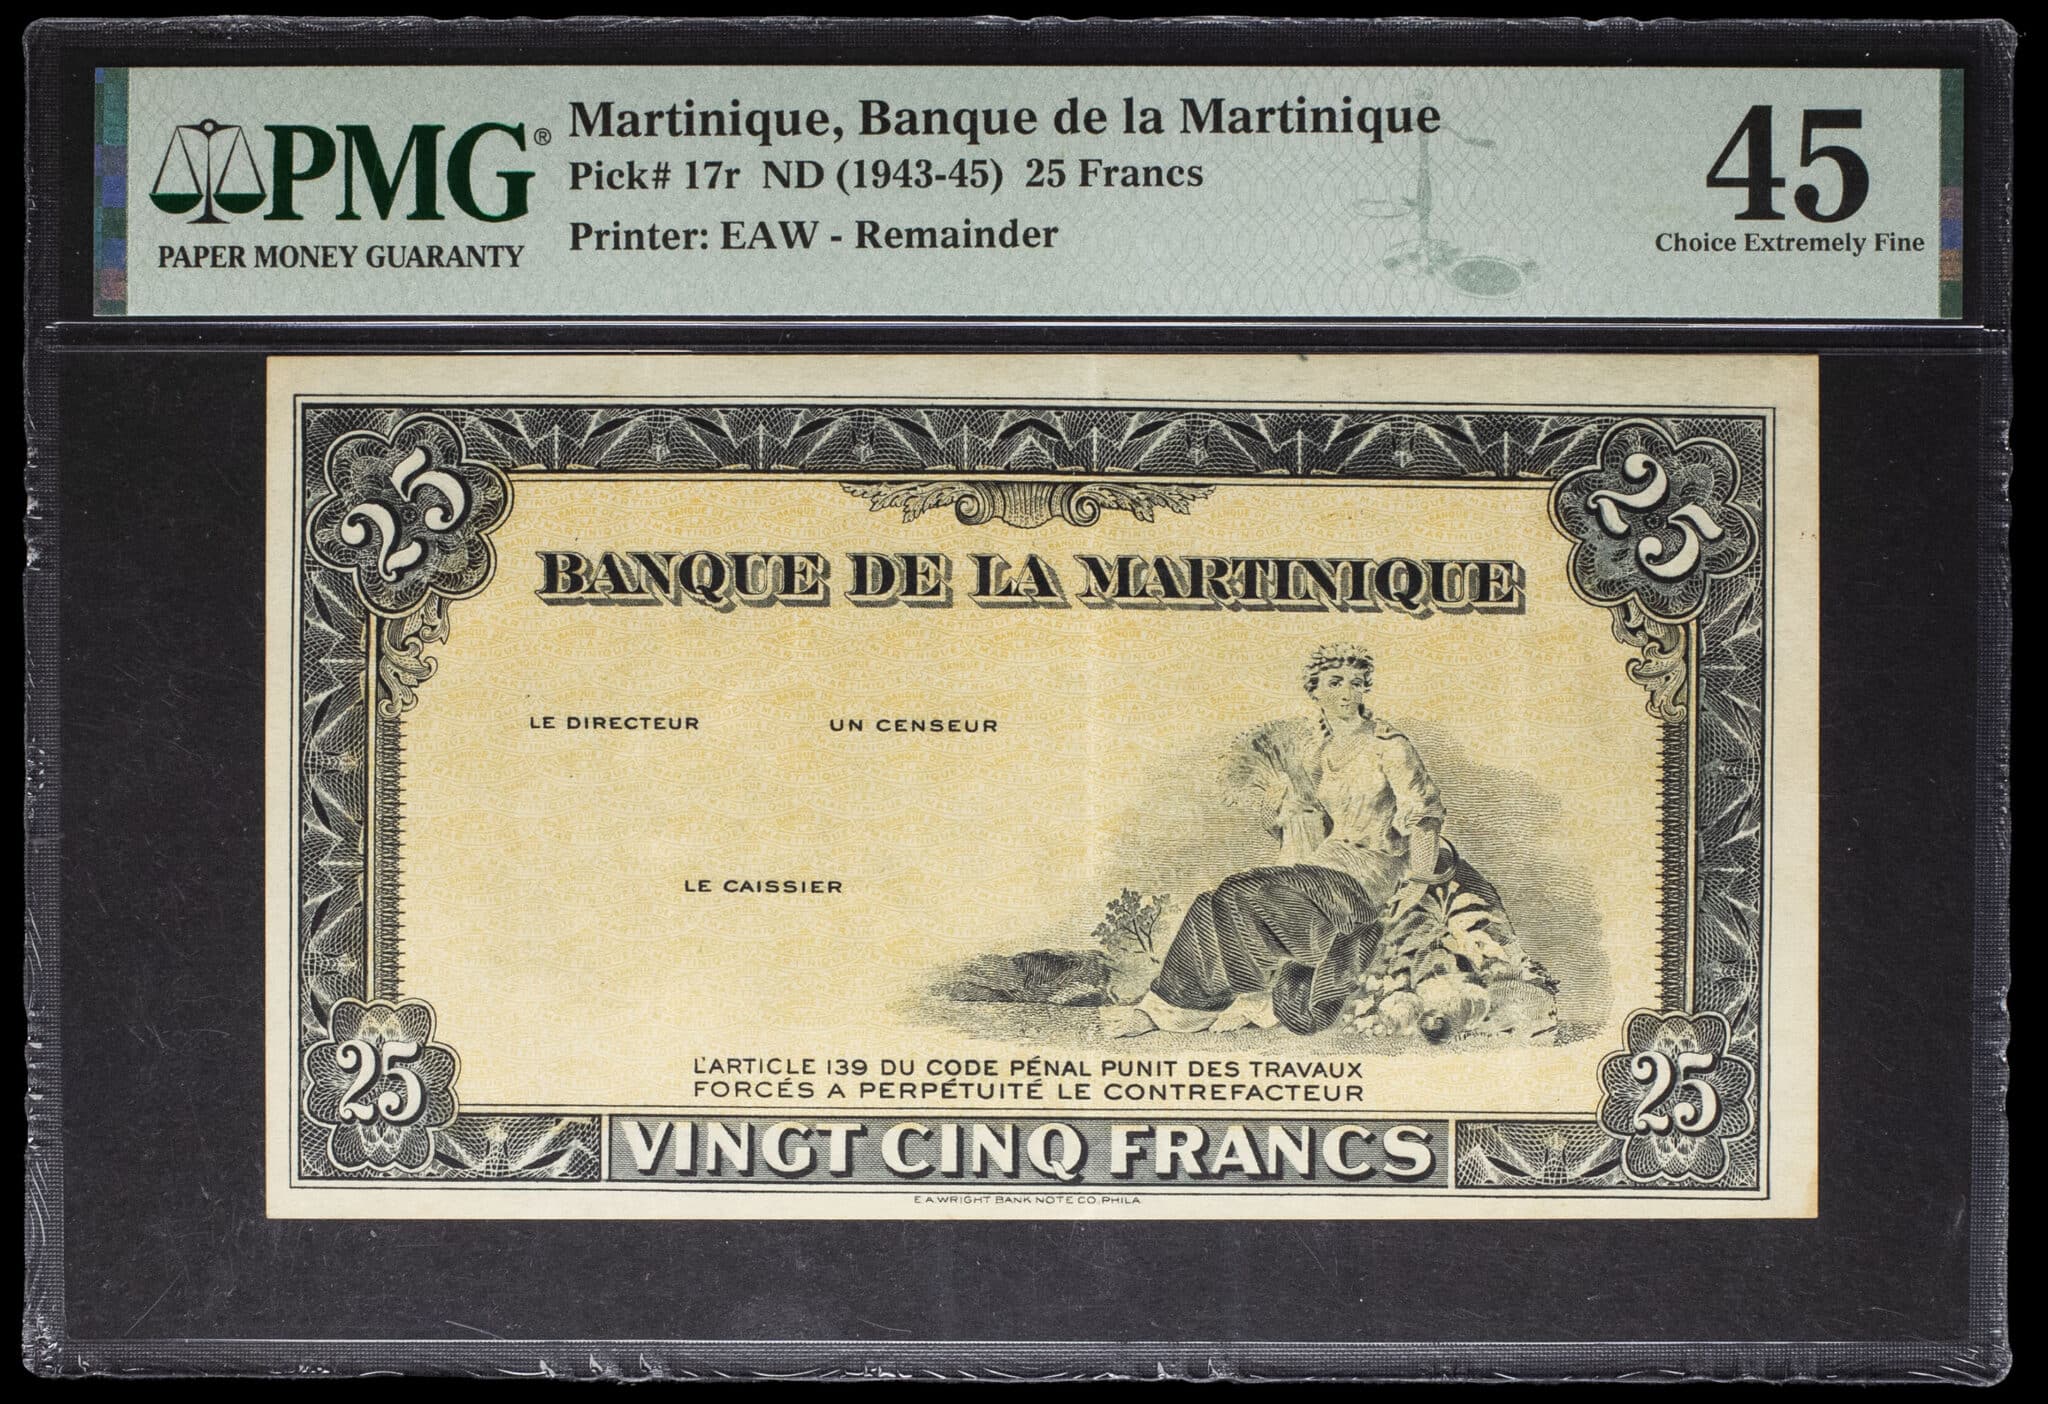 PMG®
PAPER MONEY GUARANTY
Martinique, Banque de la Martinique
Pick# 17r ND (1943-45) 25 Francs
Printer: EAW - Remainder
45
Choice Extremely Fine
25
25
BANQUE DE LA MARTINIQUE
LE DIRECTEUR
UN CENSEUR
LE CAISSIER
L'ARTICLE 139 DU CODE PÉNAL PUNIT DES TRAVAUX
FORCÉS A PERPÉTUITÉ LE CONTREFACTEUR
25
25
VINGT CINQ FRANCS
E.A.WRIGHT BANK NOTE CO. PHILA.